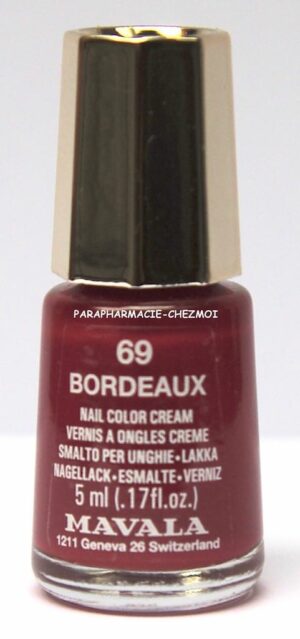 PARAPHARMACIE-CHEZMOI
69
BORDEAUX
NAIL COLOR CREAM
VERNIS A ONGLES CREME
SMALTO PER UNGHIE•LAKKA
NAGELLACK•ESMALTE•VERNIZ
5 ml (.17fl.oz.)
MAVALA
1211 Geneva 26 Switzerland